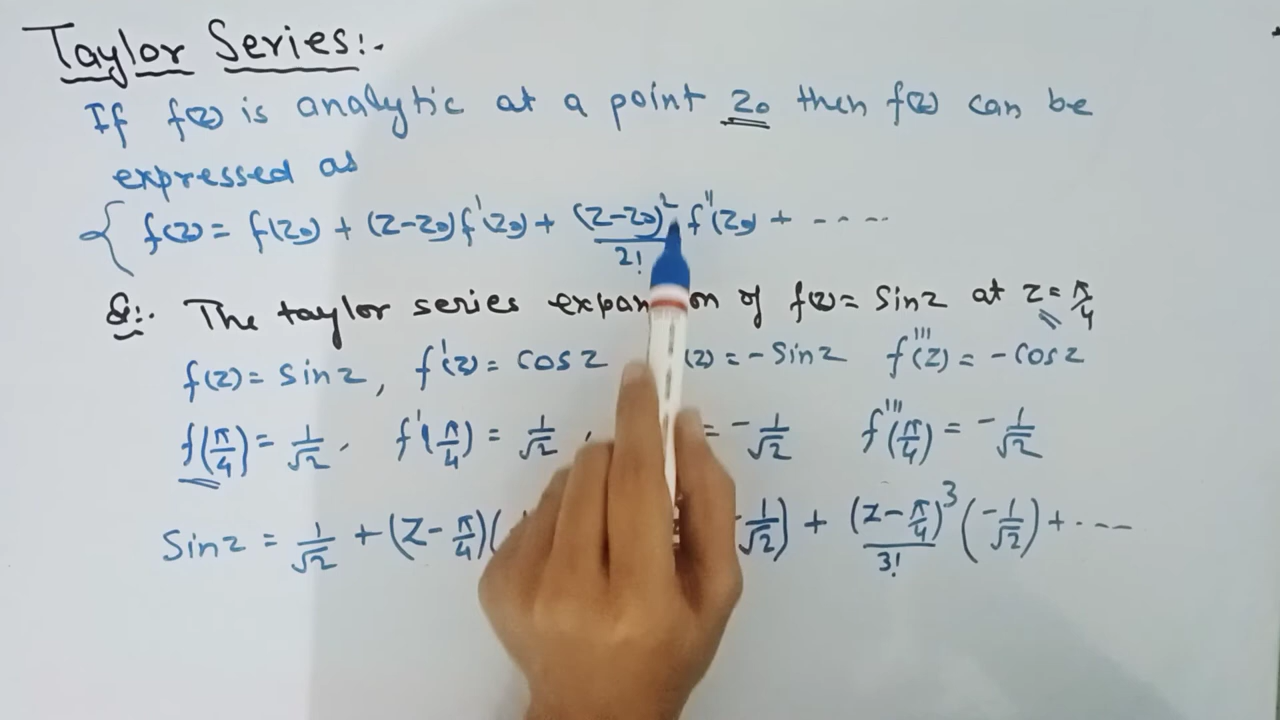 Taylor Series:-
If f(z) is analytic at a point z₀ then f(z) can be
expressed as
f(z) = f(z₀) + (z-z₀)f'(z₀) + (z-z₀)²/2! f''(z₀) + ----
Q:- The taylor series expan on of f(z) = Sinz at z = π/4
f(z) = Sinz, f'(z) = cosz (z) = -Sinz f'''(z) = -cosz
f(π/4) = 1/√2, f'(π/4) = 1/√2, = -1/√2 f'''(π/4) = -1/√2
Sinz = 1/√2 + (z-π/4)( -1/√2) + (z-π/4)³/3! (-1/√2) + ----